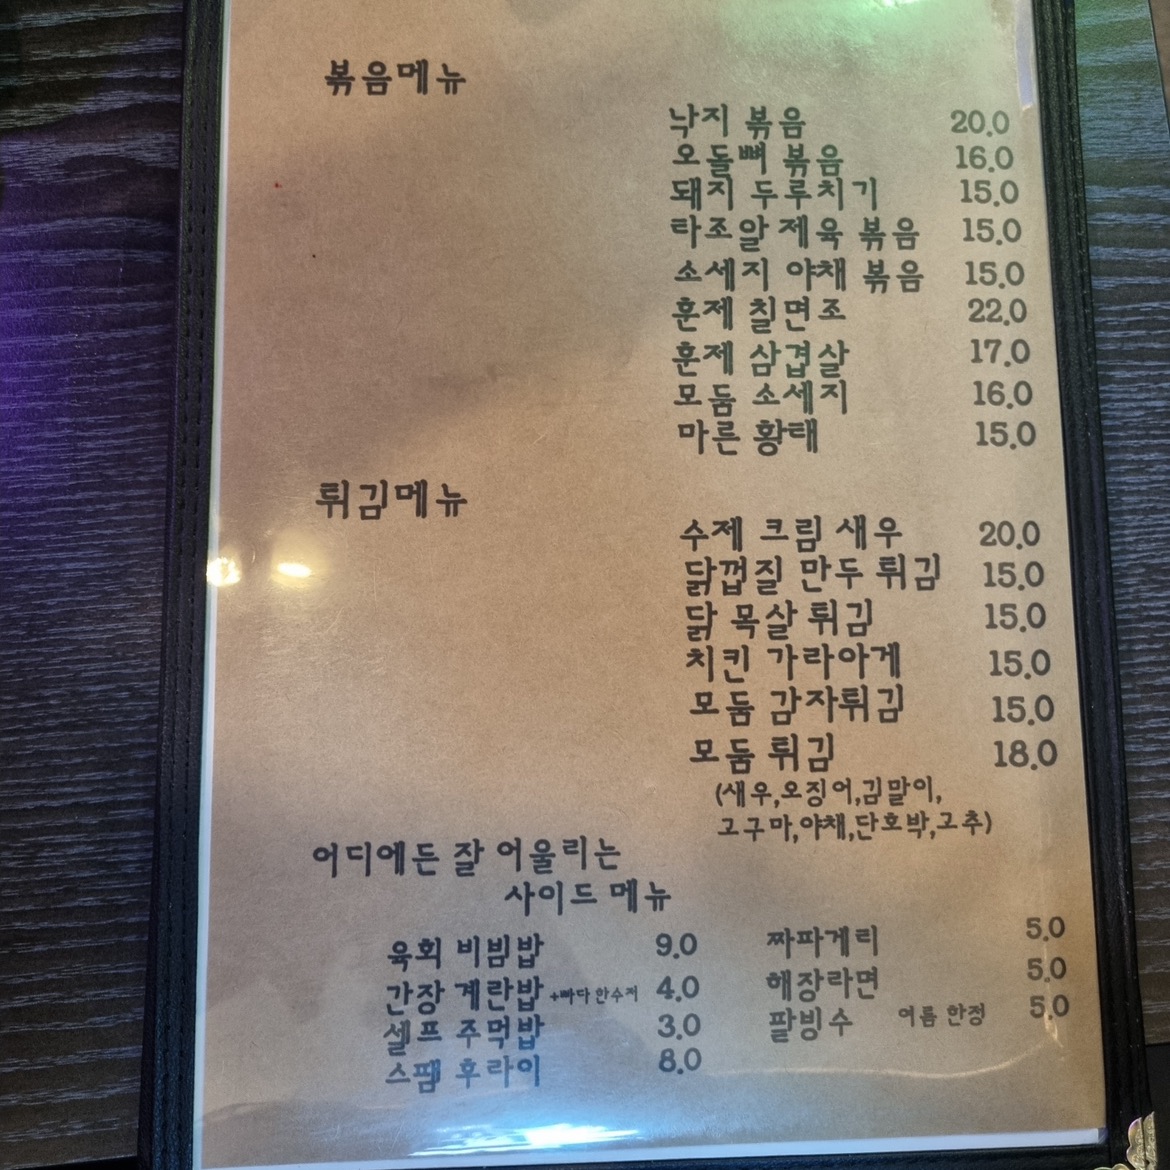 볶음메뉴
낙지 볶음 20.0
오돌뼈 볶음 16.0
돼지 두루치기 15.0
타조알 제육 볶음 15.0
소세지 야채 볶음 15.0
훈제 칠면조 22.0
훈제 삼겹살 17.0
모둠 소세지 16.0
마른 황태 15.0
튀김메뉴
수제 크림 새우 20.0
닭껍질 만두 튀김 15.0
닭 목살 튀김 15.0
치킨 가라아게 15.0
모둠 감자튀김 15.0
모둠 튀김 18.0
(새우,오징어,김말이,
고구마,야채,단호박,고추)
어디에든 잘 어울리는
사이드 메뉴
육회 비빔밥 9.0
간장 계란밥 +빠다 한수저 4.0
셀프 주먹밥 3.0
스팸 후라이 8.0
짜파게티 5.0
해장라면 5.0
팥빙수 여름 한정 5.0